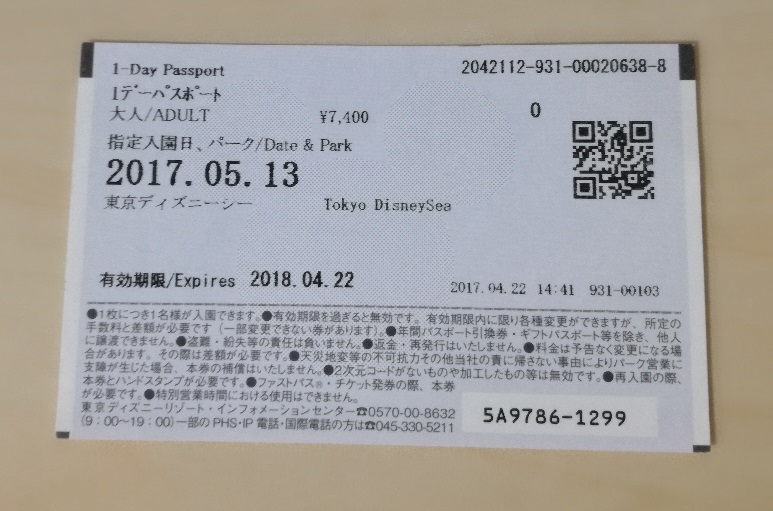 1-Day Passport 2042112-931-00020638-8
1デーパスポート
大人/ADULT ¥7,400 0
指定入園日、パーク/Date & Park
2017.05.13
東京ディズニーシー Tokyo DisneySea
有効期限/Expires 2018.04.22 2017.04.22 14:41 931-00103
●1枚につき1名様が入園できます。●有効期限を過ぎると無効です。有効期限内に限り各種変更ができますが、所定の
手数料と差額が必要です(一部変更できない券があります)。●年間パスポート引換券・ギフトパスポート等を除き、他人
に譲渡できません。●盗難・紛失等の責任は負いません。●返金・再発行はいたしません。●料金は予告なく変更になる場
合があります。その際は差額が必要です。●天災地変等の不可抗力その他当社の責に帰さない事由によりパーク営業に
支障が生じた場合、本券の補償はいたしません。●2次元コードがないものや加工したもの等は無効です。●再入園の際、
本券とハンドスタンプが必要です。●ファストパス®・チケット発券の際、本券
が必要です。●特別営業時間における使用はできません。
東京ディズニーリゾート・インフォメーションセンター☎0570-00-8632
(9:00〜19:00)一部のPHS・IP電話・国際電話の方は☎045-330-5211
5A9786-1299